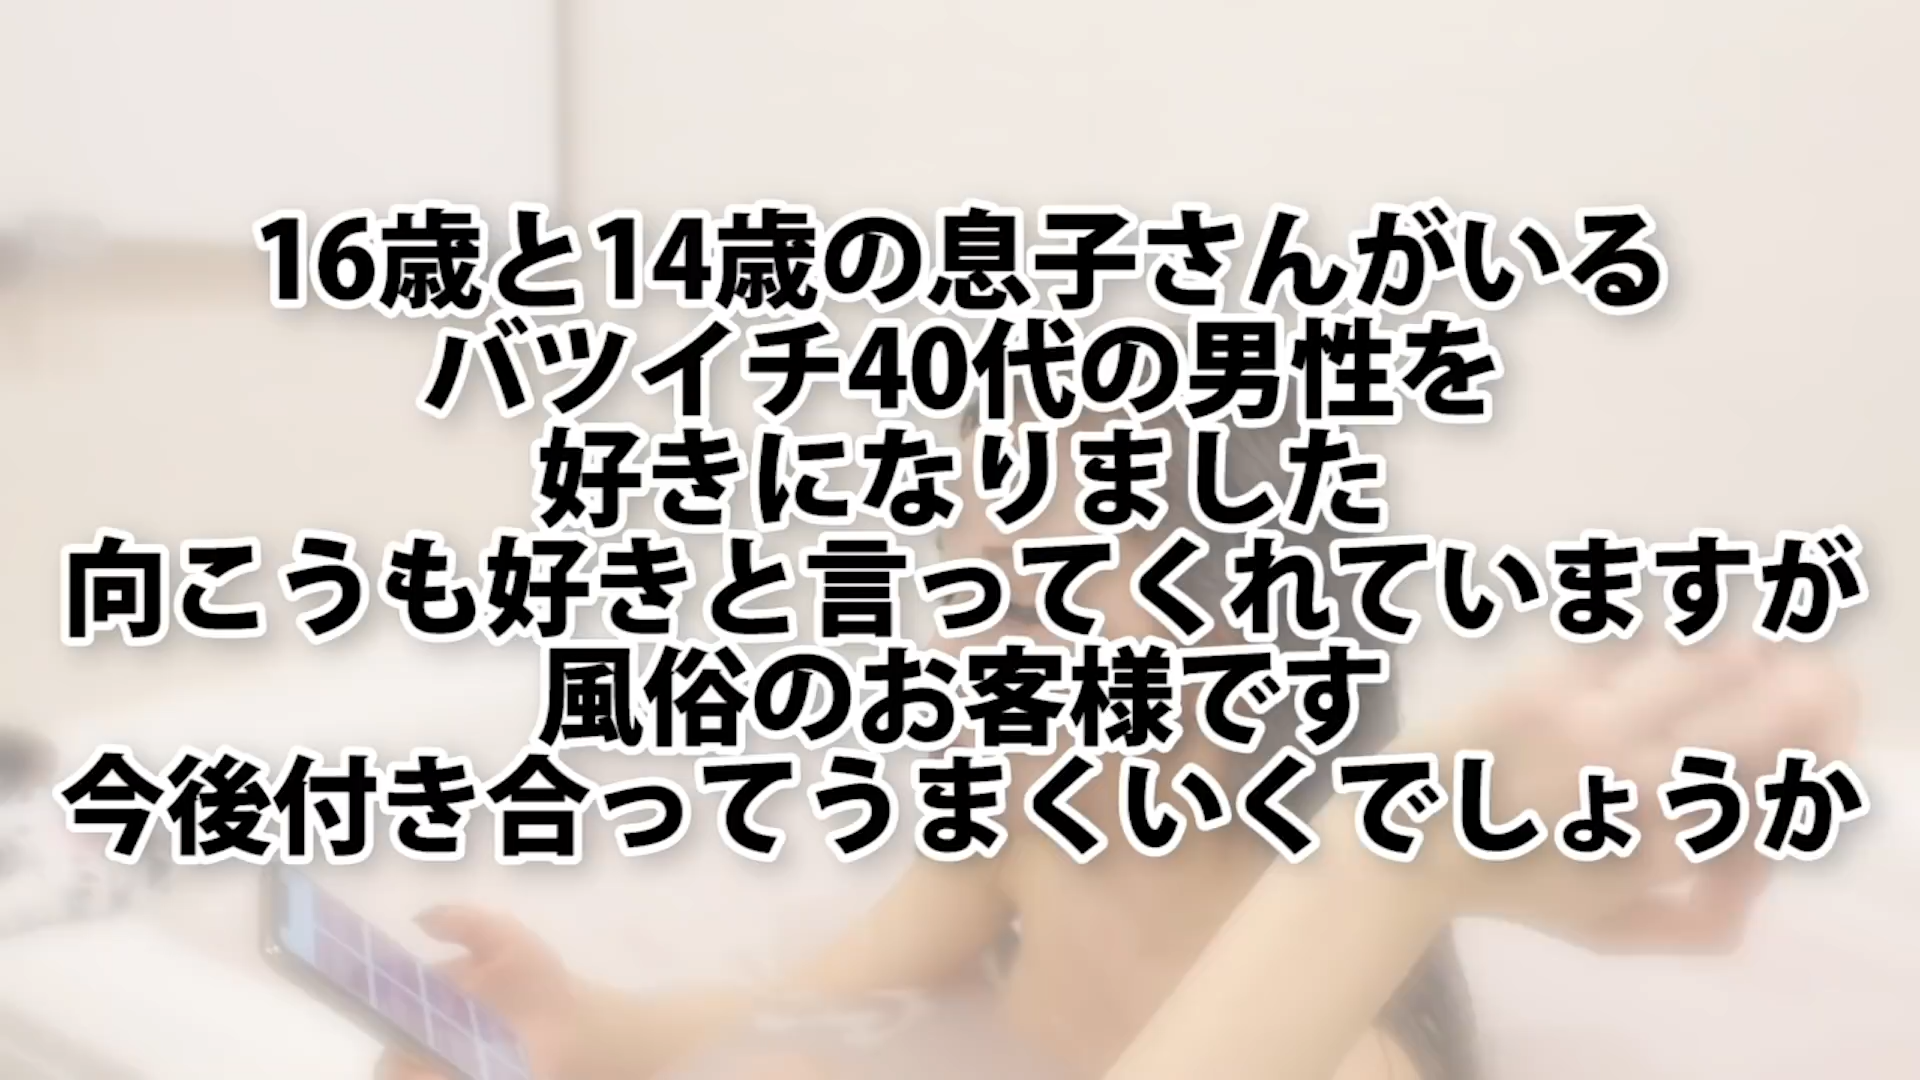 16歳と14歳の息子さんがいる
バツイチ40代の男性を
好きになりました
向こうも好きと言ってくれていますが
風俗のお客様です
今後付き合ってうまくいくでしょうか